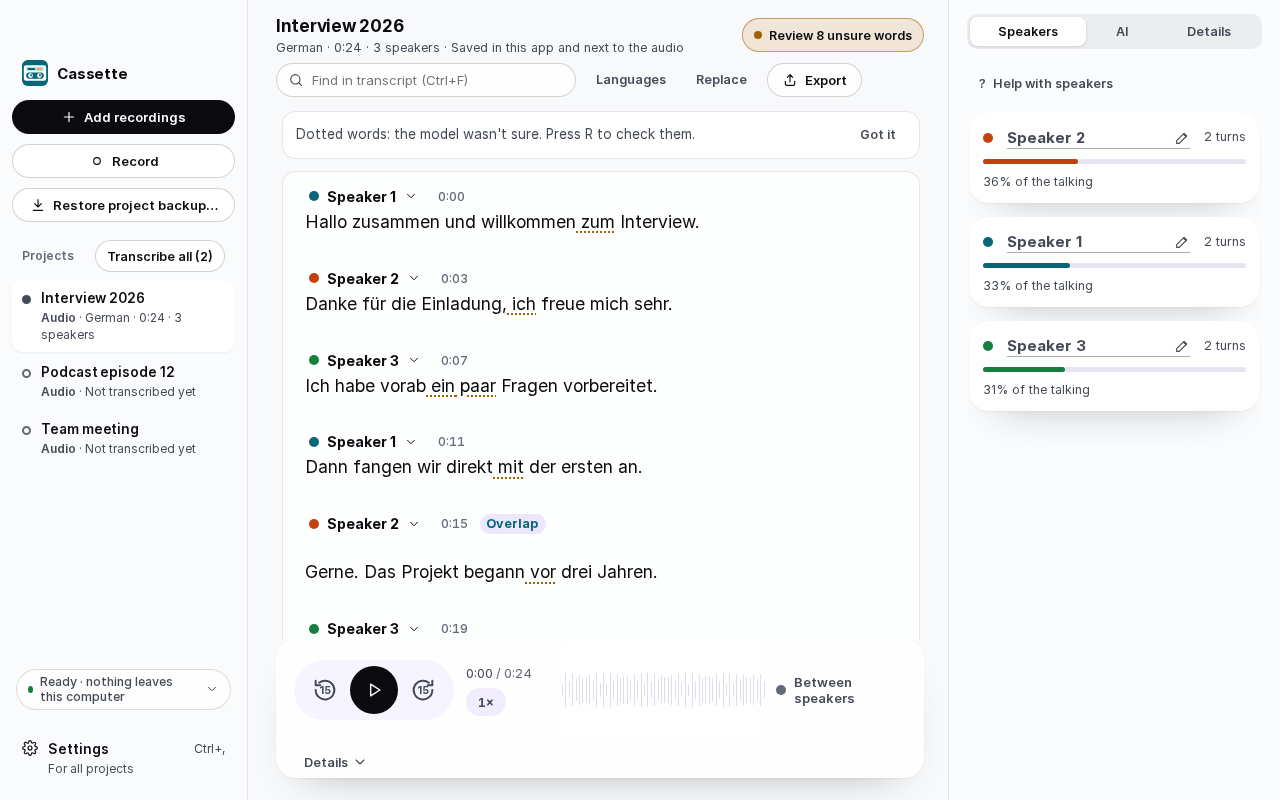 Cassette
Add recordings
Record
Restore project backup…
Projects
Transcribe all (2)
Interview 2026
Audio · German · 0:24 · 3
speakers
Podcast episode 12
Audio · Not transcribed yet
Team meeting
Audio · Not transcribed yet
Ready · nothing leaves
this computer
Settings
Ctrl+,
For all projects
Interview 2026
German · 0:24 · 3 speakers · Saved in this app and next to the audio
Review 8 unsure words
Find in transcript (Ctrl+F)
Languages
Replace
Export
Dotted words: the model wasn't sure. Press R to check them.
Got it
Speaker 1 0:00
Hallo zusammen und willkommen zum Interview.
Speaker 2 0:03
Danke für die Einladung, ich freue mich sehr.
Speaker 3 0:07
Ich habe vorab ein paar Fragen vorbereitet.
Speaker 1 0:11
Dann fangen wir direkt mit der ersten an.
Speaker 2 0:15 Overlap
Gerne. Das Projekt begann vor drei Jahren.
Speaker 3 0:19
15
15
0:00 / 0:24
1×
Between
speakers
Details
Speakers
AI
Details
? Help with speakers
Speaker 2 2 turns
36% of the talking
Speaker 1 2 turns
33% of the talking
Speaker 3 2 turns
31% of the talking